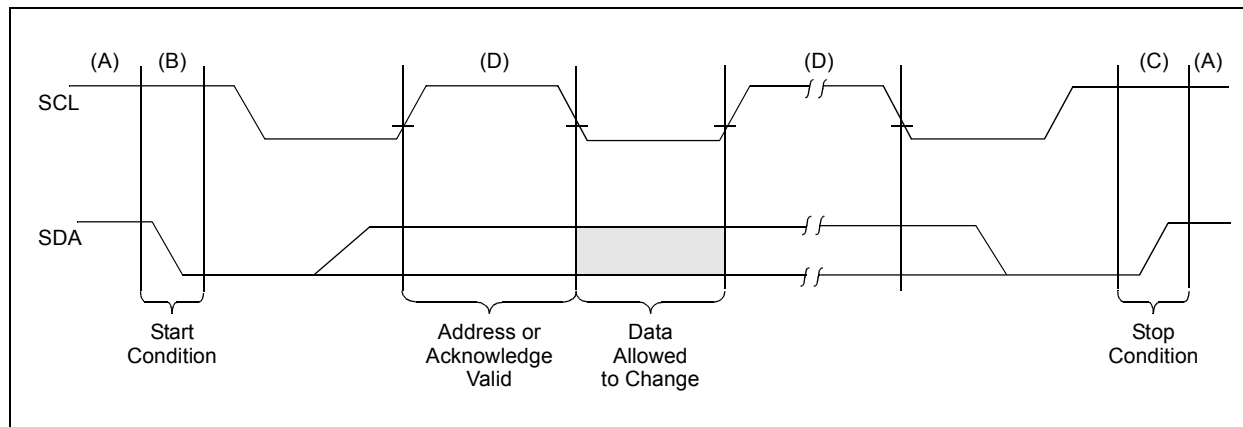 (A) (B) (D) (D) (C) (A)
SCL
SDA
Start
Condition
Address or
Acknowledge
Valid
Data
Allowed
to Change
Stop
Condition